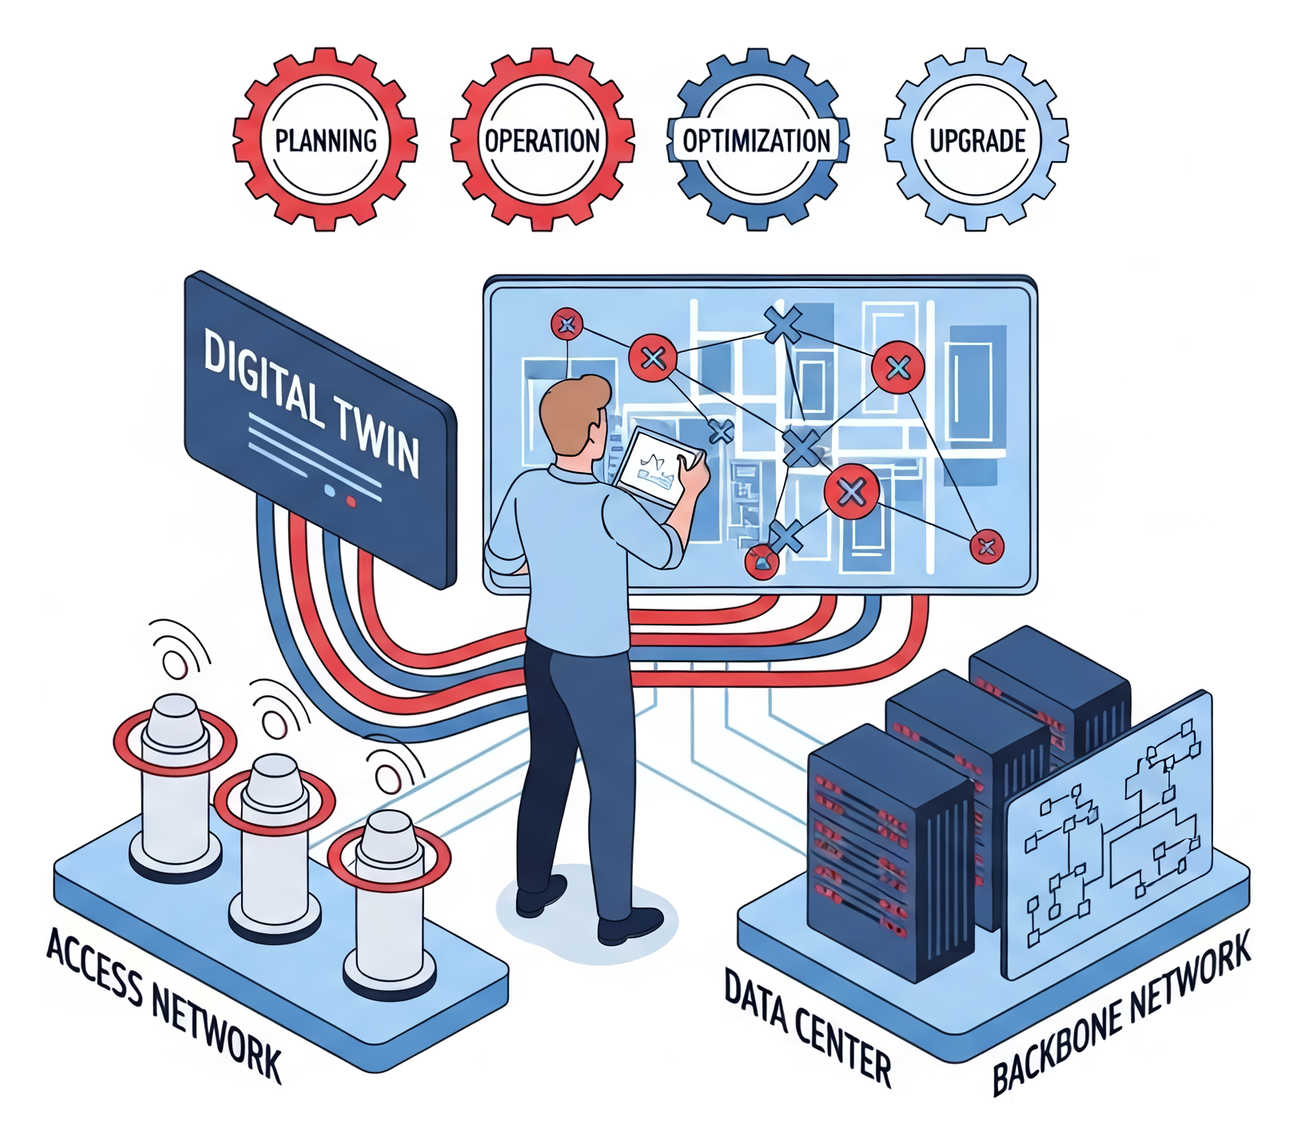 PLANNING
OPERATION
OPTIMIZATION
UPGRADE
DIGITAL TWIN
ACCESS NETWORK
DATA CENTER
BACKBONE NETWORK